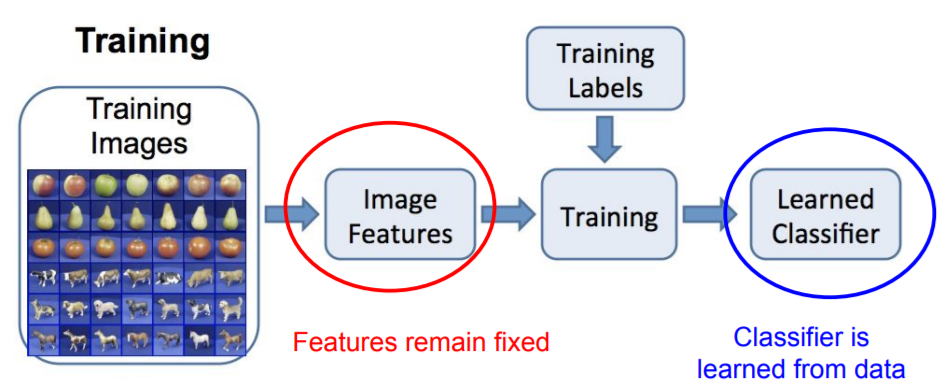 Training
Training
Images
Training
Labels
Image
Features
Training
Learned
Classifier
Features remain fixed
Classifier is
learned from data